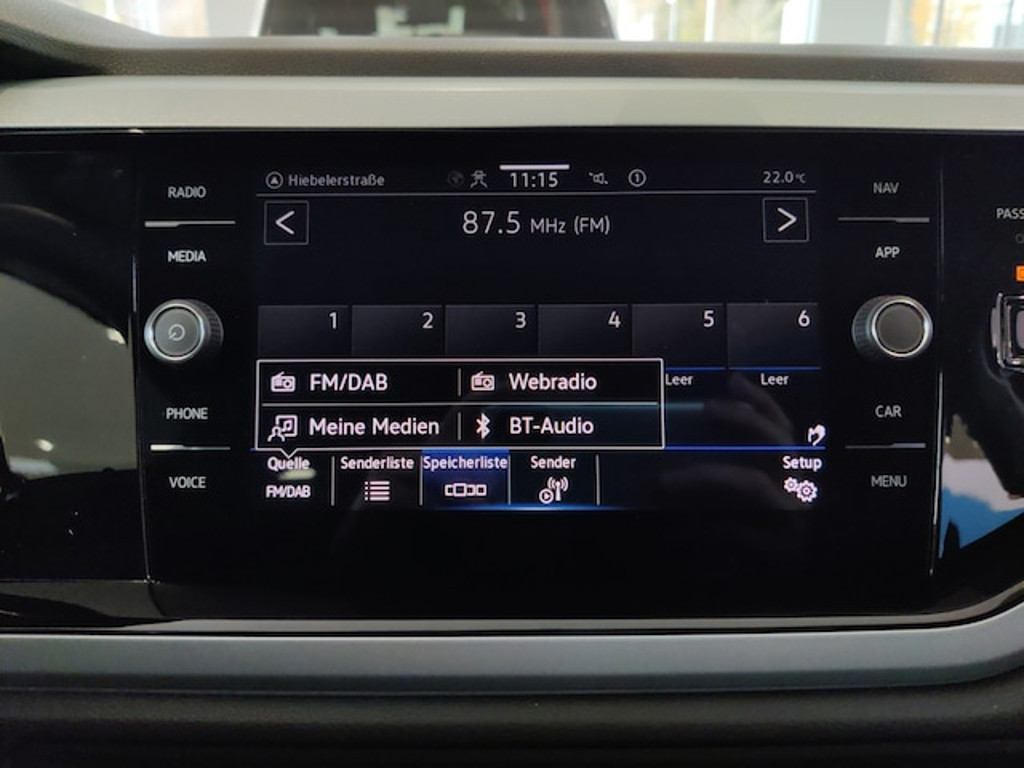 RADIO
MEDIA
PHONE
VOICE
Hiebelerstraße
11:15
1
22.0°C
<
87.5 MHz (FM)
>
1 2 3 4 5 6
Leer Leer
FM/DAB Webradio
Meine Medien BT-Audio
Quelle Senderliste Speicherliste Sender Setup
FM/DAB
NAV
APP
CAR
MENU
PASS